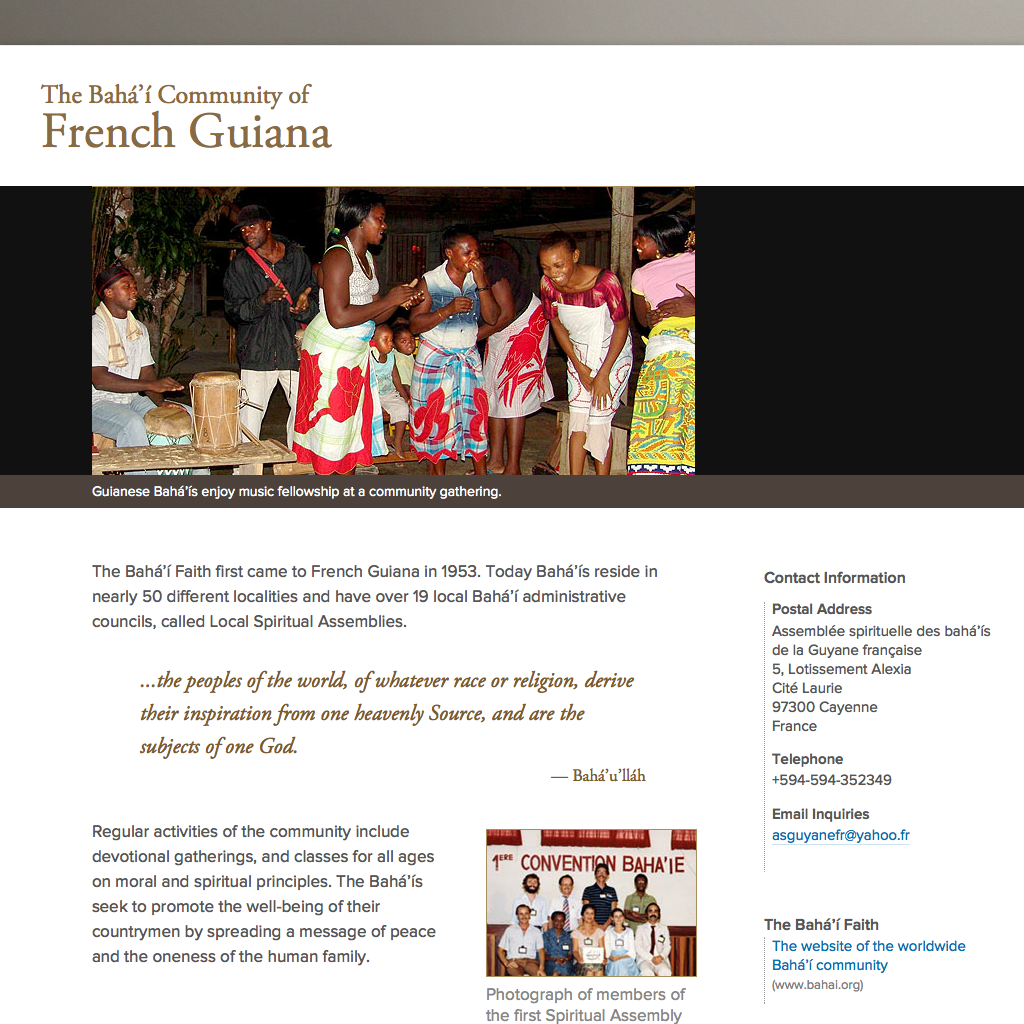 The Bahá’í Community of
French Guiana
Guianese Bahá’ís enjoy music fellowship at a community gathering.
The Bahá’í Faith first came to French Guiana in 1953. Today Bahá’ís reside in
nearly 50 different localities and have over 19 local Bahá’í administrative
councils, called Local Spiritual Assemblies.
...the peoples of the world, of whatever race or religion, derive
their inspiration from one heavenly Source, and are the
subjects of one God.
— Bahá’u’lláh
Regular activities of the community include
devotional gatherings, and classes for all ages
on moral and spiritual principles. The Bahá’ís
seek to promote the well-being of their
countrymen by spreading a message of peace
and the oneness of the human family.
1ERE CONVENTION BAHA'IE
Photograph of members of
the first Spiritual Assembly
Contact Information
Postal Address
Assemblée spirituelle des bahá’ís
de la Guyane française
5, Lotissement Alexia
Cité Laurie
97300 Cayenne
France
Telephone
+594-594-352349
Email Inquiries
asguyanefr@yahoo.fr
The Bahá’í Faith
The website of the worldwide
Bahá’í community
(www.bahai.org)